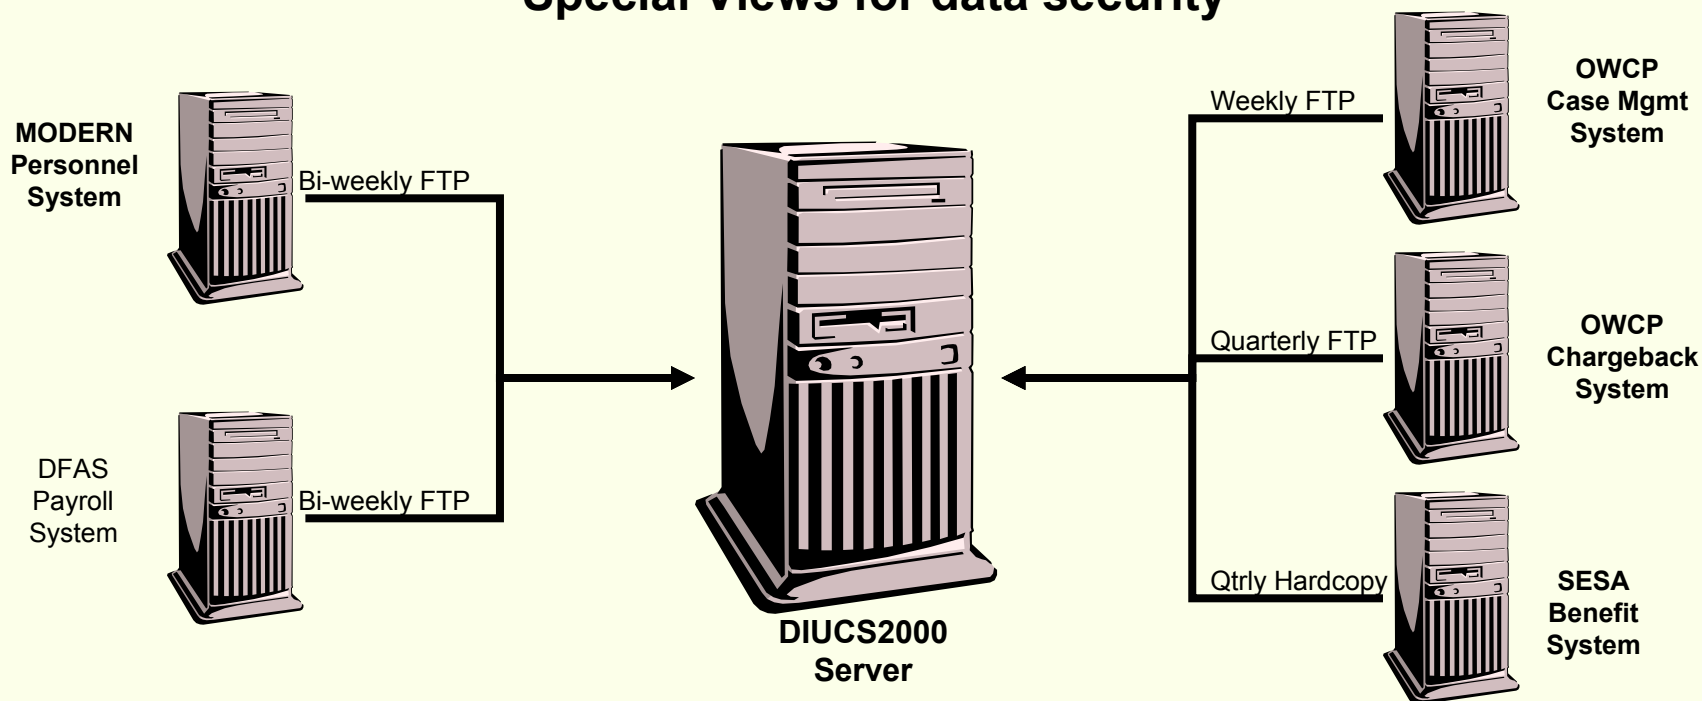 Special Views for data security
MODERN
Personnel
System
Bi-weekly FTP
DFAS
Payroll
System
Bi-weekly FTP
DIUCS2000
Server
Weekly FTP
OWCP
Case Mgmt
System
Quarterly FTP
OWCP
Chargeback
System
Qtrly Hardcopy
SESA
Benefit
System